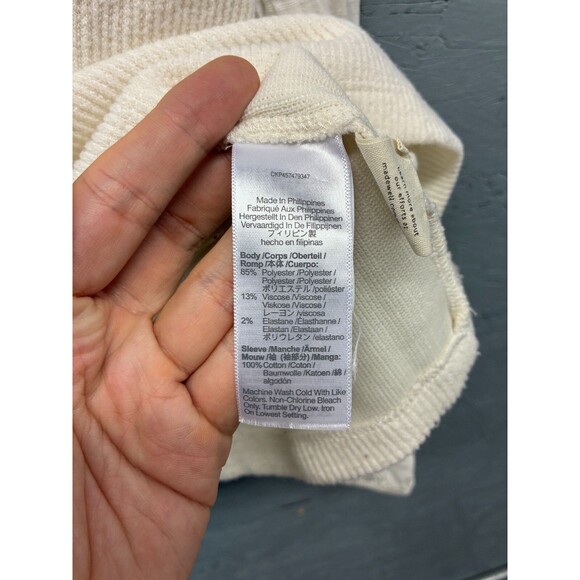 CKP457479347
Made In Philippines
Fabriqué Aux Philippines
Hergestellt In Den Philippinen
Vervaardigd In De Filippijnen
フィリピン製
hecho en filipinas
Body /Corps /Oberteil /
Romp /本体 /Cuerpo:
85% Polyester /Polyester /
Polyester /Polyester /
ポリエステル /poliéster
13% Viscose /Viscose /
Viskose /Viscose /
レーヨン /viscosa
2% Elastane /Elasthanne /
Elastan /Elastaan /
ポリウレタン /elastano
Sleeve /Manche /Ärmel /
Mouw /袖 (袖部分) /Manga:
100% Cotton /Coton /
Baumwolle /Katoen /綿 /
algodón
Machine Wash Cold With Like
Colors. Non-Chlorine Bleach
Only. Tumble Dry Low. Iron
On Lowest Setting.
more about
our efforts at
madewell